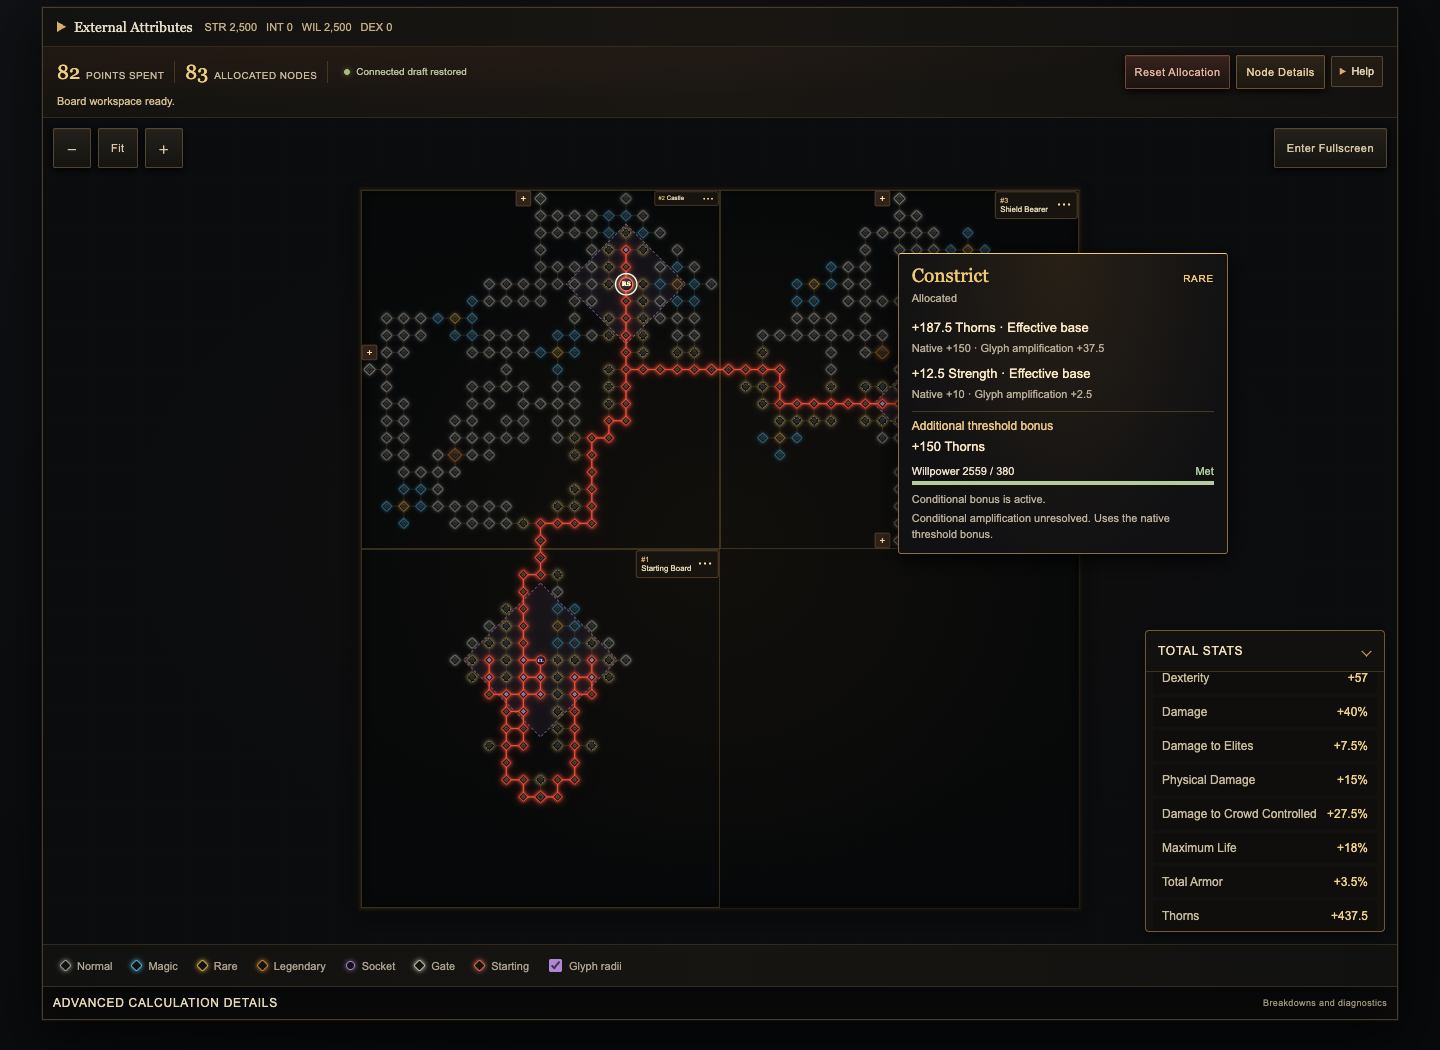 External Attributes STR 2,500 INT 0 WIL 2,500 DEX 0
82 POINTS SPENT 83 ALLOCATED NODES Connected draft restored
Reset Allocation Node Details Help
Board workspace ready.
− Fit + Enter Fullscreen
+ #2 Castle ... + #3
Shield Bearer ...
RS
+
Constrict RARE
Allocated
+187.5 Thorns · Effective base
Native +150 · Glyph amplification +37.5
+12.5 Strength · Effective base
Native +10 · Glyph amplification +2.5
Additional threshold bonus
+150 Thorns
Willpower 2559 / 380 Met
Conditional bonus is active.
Conditional amplification unresolved. Uses the native
threshold bonus.
+
#1
Starting Board ...
CL
TOTAL STATS
Dexterity +57
Damage +40%
Damage to Elites +7.5%
Physical Damage +15%
Damage to Crowd Controlled +27.5%
Maximum Life +18%
Total Armor +3.5%
Thorns +437.5
Normal Magic Rare Legendary Socket Gate Starting Glyph radii
ADVANCED CALCULATION DETAILS Breakdowns and diagnostics